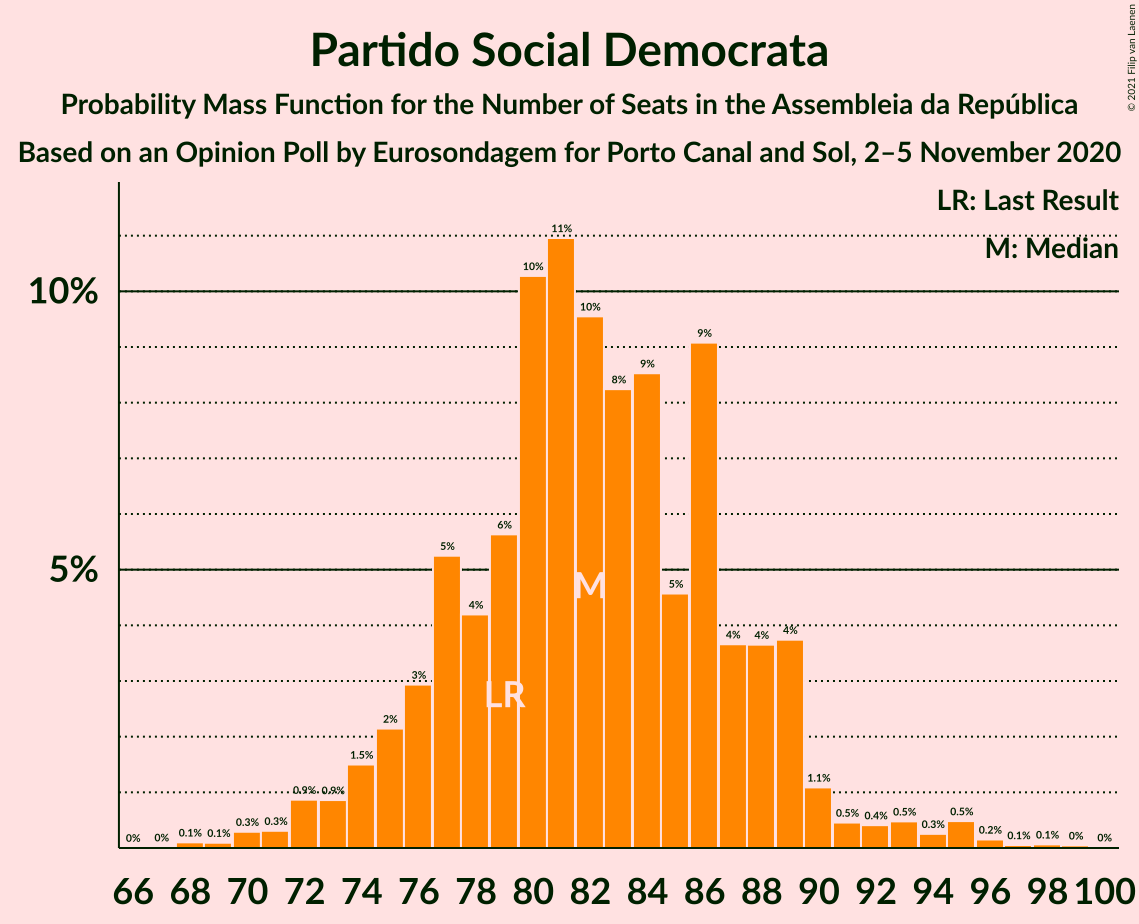 Partido Social Democrata
Probability Mass Function for the Number of Seats in the Assembleia da República
Based on an Opinion Poll by Eurosondagem for Porto Canal and Sol, 2–5 November 2020
© 2021 Filip van Laenen
LR: Last Result
M: Median
10%
5%
0% 0% 0.1% 0.1% 0.3% 0.3% 0.9% 0.9% 1.5% 2% 3% 5% 4% 6% 10% 11% 10% 8% 9% 5% 9% 4% 4% 4% 1.1% 0.5% 0.4% 0.5% 0.3% 0.5% 0.2% 0.1% 0.1% 0% 0%
M
LR
66 68 70 72 74 76 78 80 82 84 86 88 90 92 94 96 98 100